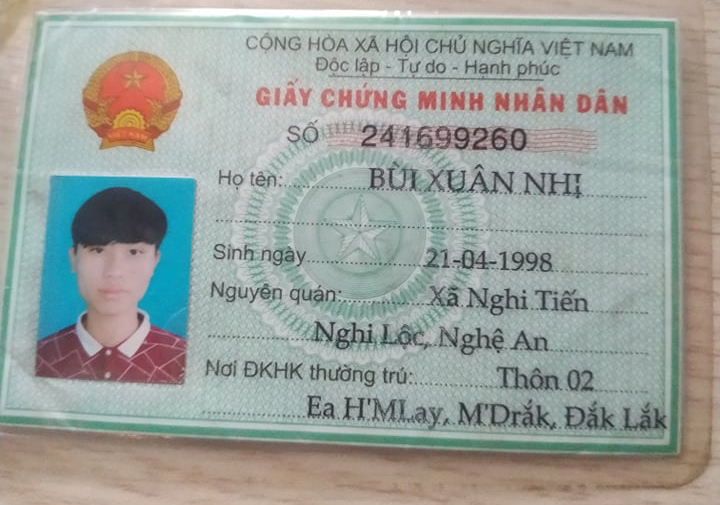 CỘNG HÒA XÃ HỘI CHỦ NGHĨA VIỆT NAM
Độc lập - Tự do - Hạnh phúc
GIẤY CHỨNG MINH NHÂN DÂN
SỐ 241699260
Họ tên: BÙI XUÂN NHỊ
Sinh ngày 21-04-1998
Nguyên quán: Xã Nghi Tiến
Nghi Lộc, Nghệ An
Nơi ĐKHK thường trú: Thôn 02
Ea H'MLay, M'Drắk, Đắk Lắk
VIỆT NAM